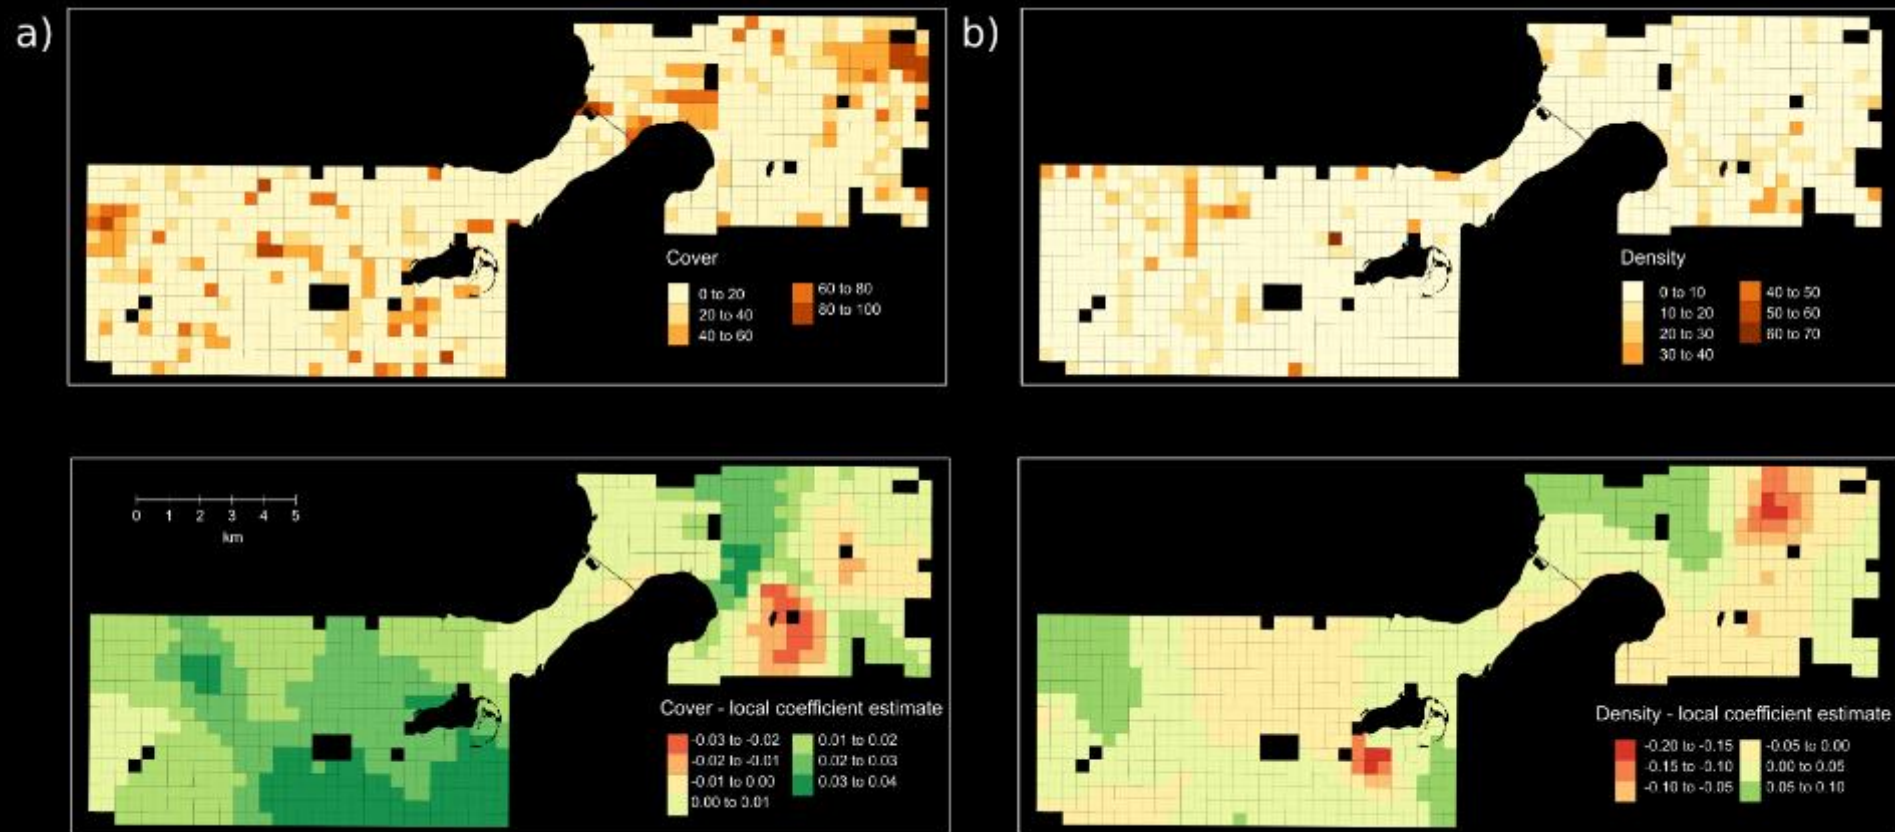 a)
b)
Cover
0 to 20
20 to 40
40 to 60
60 to 80
80 to 100
Density
0 to 10
10 to 20
20 to 30
30 to 40
40 to 50
50 to 60
60 to 70
0 1 2 3 4 5
km
Cover - local coefficient estimate
-0.03 to -0.02
-0.02 to -0.01
-0.01 to 0.00
0.00 to 0.01
0.01 to 0.02
0.02 to 0.03
0.03 to 0.04
Density - local coefficient estimate
-0.20 to -0.15
-0.15 to -0.10
-0.10 to -0.05
-0.05 to 0.00
0.00 to 0.05
0.05 to 0.10